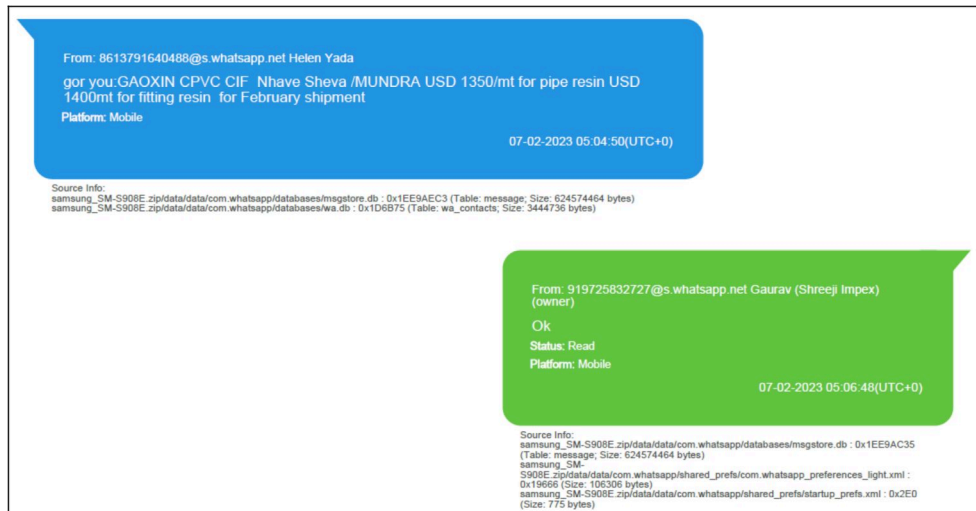 From: 8613791640488@s.whatsapp.net Helen Yada
gor you:GAOXIN CPVC CIF  Nhave Sheva /MUNDRA USD 1350/mt for pipe resin USD
1400mt for fitting resin  for February shipment
Platform: Mobile
07-02-2023 05:04:50(UTC+0)
Source Info:
samsung_SM-S908E.zip/data/data/com.whatsapp/databases/msgstore.db : 0x1EE9AEC3 (Table: message; Size: 624574464 bytes)
samsung_SM-S908E.zip/data/data/com.whatsapp/databases/wa.db : 0x1D6B75 (Table: wa_contacts; Size: 3444736 bytes)
From: 919725832727@s.whatsapp.net Gaurav (Shreeji Impex)
(owner)
Ok
Status: Read
Platform: Mobile
07-02-2023 05:06:48(UTC+0)
Source Info:
samsung_SM-S908E.zip/data/data/com.whatsapp/databases/msgstore.db : 0x1EE9AC35
(Table: message; Size: 624574464 bytes)
samsung_SM-
S908E.zip/data/data/com.whatsapp/shared_prefs/com.whatsapp_preferences_light.xml :
0x19666 (Size: 106306 bytes)
samsung_SM-S908E.zip/data/data/com.whatsapp/shared_prefs/startup_prefs.xml : 0x2E0
(Size: 775 bytes)